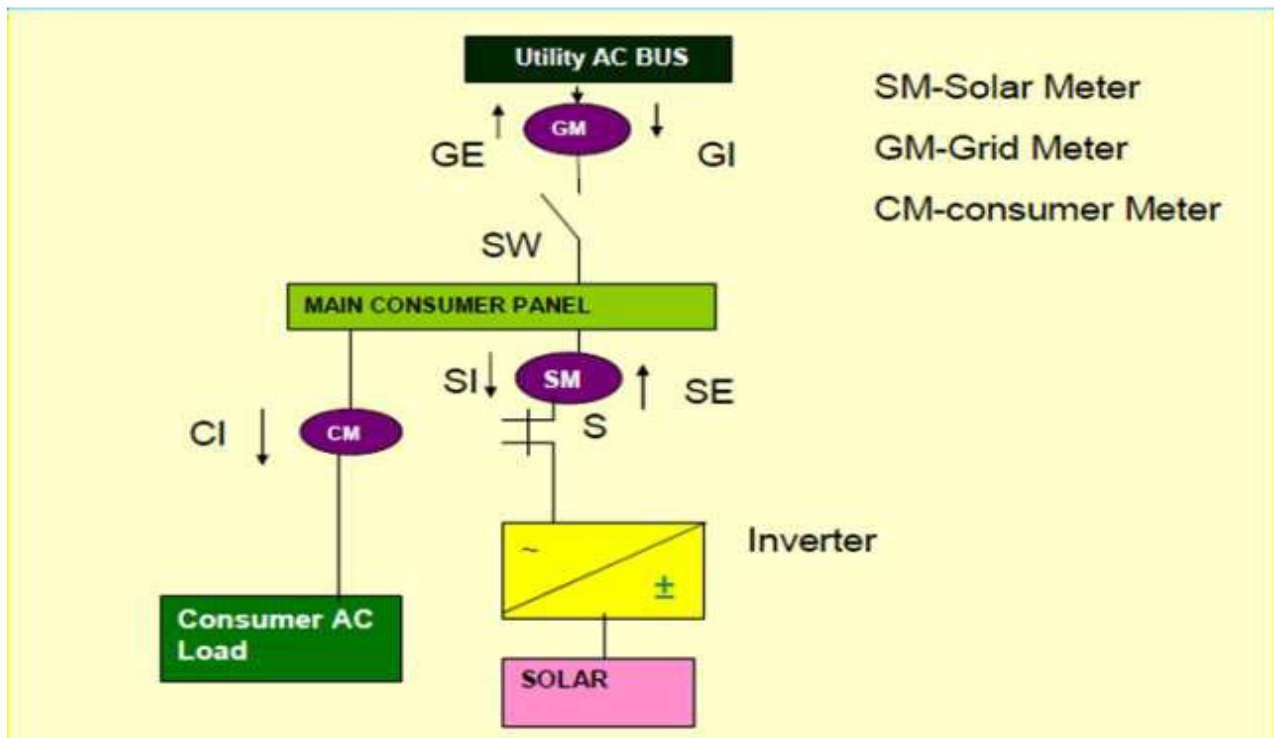 Utility AC BUS
SM-Solar Meter
GM
GE
GI
GM-Grid Meter
CM-consumer Meter
SW
MAIN CONSUMER PANEL
SI
SM
SE
CI
CM
S
~
±
Inverter
Consumer AC
Load
SOLAR